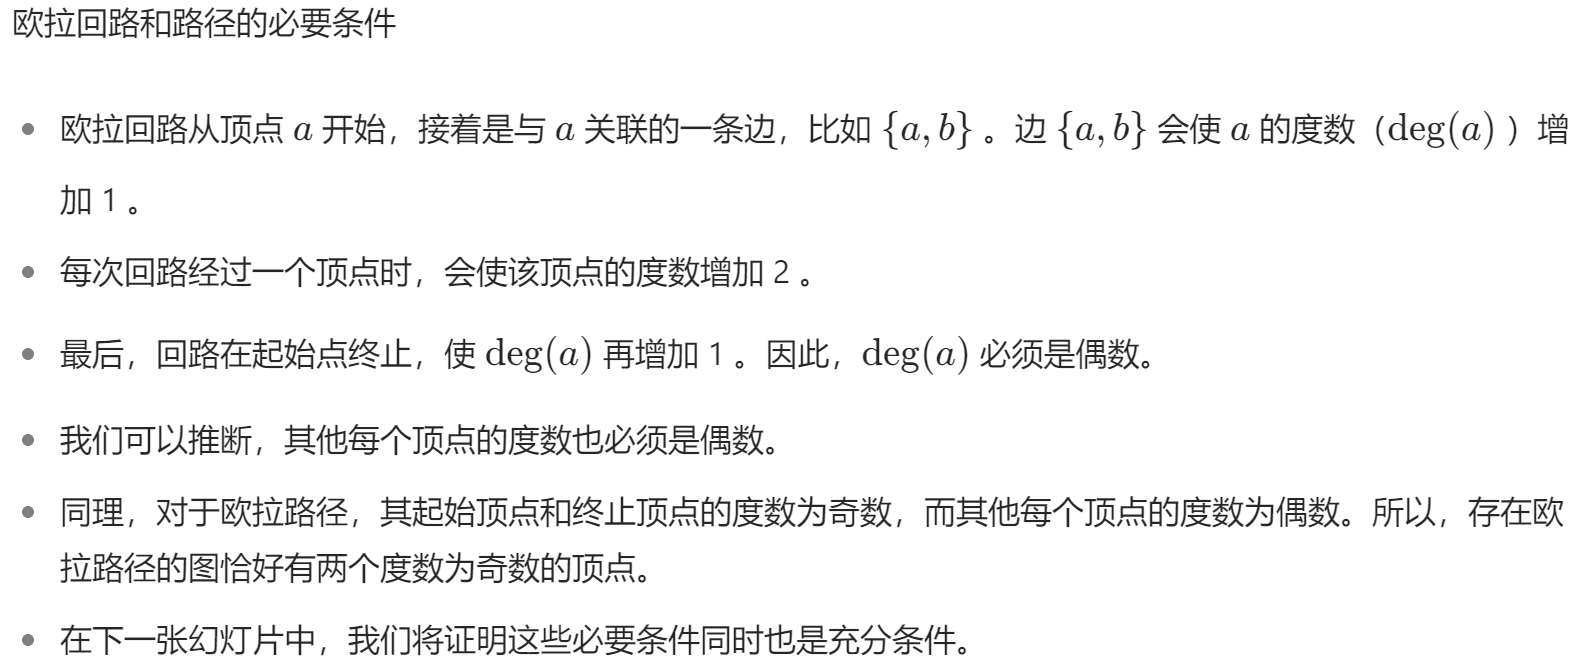 欧拉回路和路径的必要条件
• 欧拉回路从顶点 a 开始，接着是与 a 关联的一条边，比如 {a, b} 。边 {a, b} 会使 a 的度数（deg(a) ）增
加 1 。
• 每次回路经过一个顶点时，会使该顶点的度数增加 2 。
• 最后，回路在起始点终止，使 deg(a) 再增加 1 。因此，deg(a) 必须是偶数。
• 我们可以推断，其他每个顶点的度数也必须是偶数。
• 同理，对于欧拉路径，其起始顶点和终止顶点的度数为奇数，而其他每个顶点的度数为偶数。所以，存在欧
拉路径的图恰好有两个度数为奇数的顶点。
• 在下一张幻灯片中，我们将证明这些必要条件同时也是充分条件。